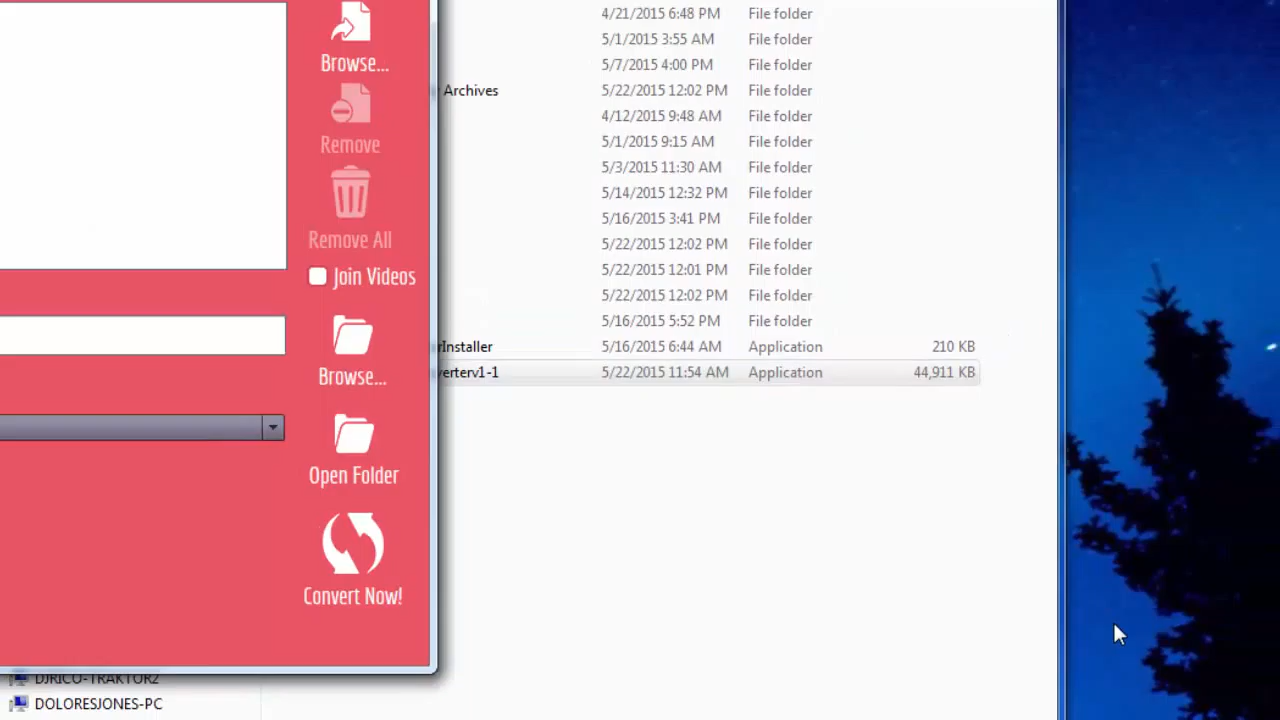 Browse...
Remove
Remove All
Join Videos
Browse...
Open Folder
Convert Now!
4/21/2015 6:48 PM File folder
5/1/2015 3:55 AM File folder
5/7/2015 4:00 PM File folder
Archives 5/22/2015 12:02 PM File folder
4/12/2015 9:48 AM File folder
5/1/2015 9:15 AM File folder
5/3/2015 11:30 AM File folder
5/14/2015 12:32 PM File folder
5/16/2015 3:41 PM File folder
5/22/2015 12:02 PM File folder
5/22/2015 12:01 PM File folder
5/22/2015 12:02 PM File folder
5/16/2015 5:52 PM File folder
rInstaller 5/16/2015 6:44 AM Application 210 KB
verterv1-1 5/22/2015 11:54 AM Application 44,911 KB
DJRICO-TRAKTOR2
DOLORESJONES-PC